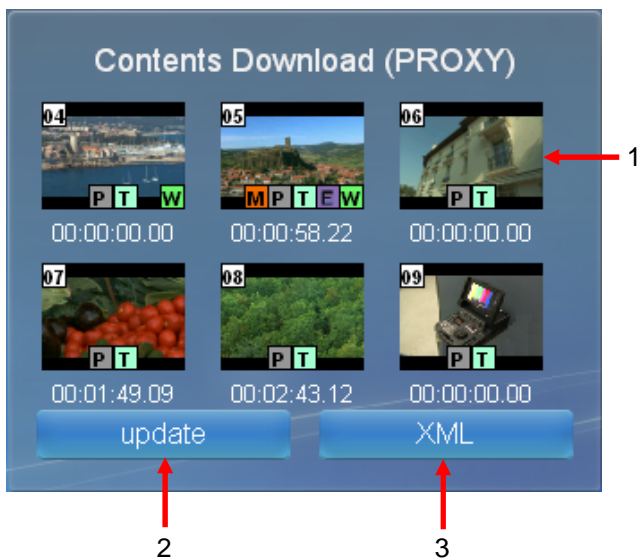 Contents Download (PROXY)
04
P T W
00:00:00.00
05
M P T E W
00:00:58.22
06
P T
00:00:00.00
1
07
P T
00:01:49.09
08
P T
00:02:43.12
09
P T
00:00:00.00
update
XML
2
3